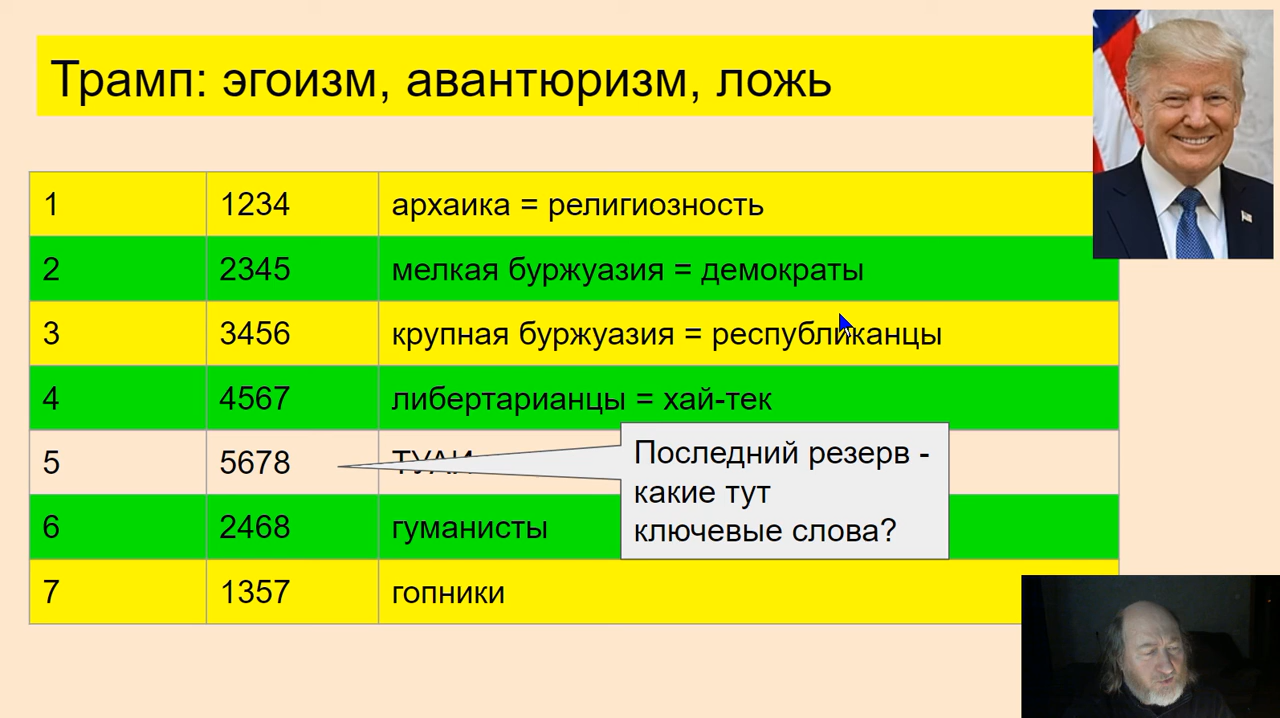 Трамп: эгоизм, авантюризм, ложь
1 1234 архаика = религиозность
2 2345 мелкая буржуазия = демократы
3 3456 крупная буржуазия = республиканцы
4 4567 либертарианцы = хай-тек
5 5678
Последний резерв -
какие тут
ключевые слова?
6 2468 гуманисты
7 1357 гопники